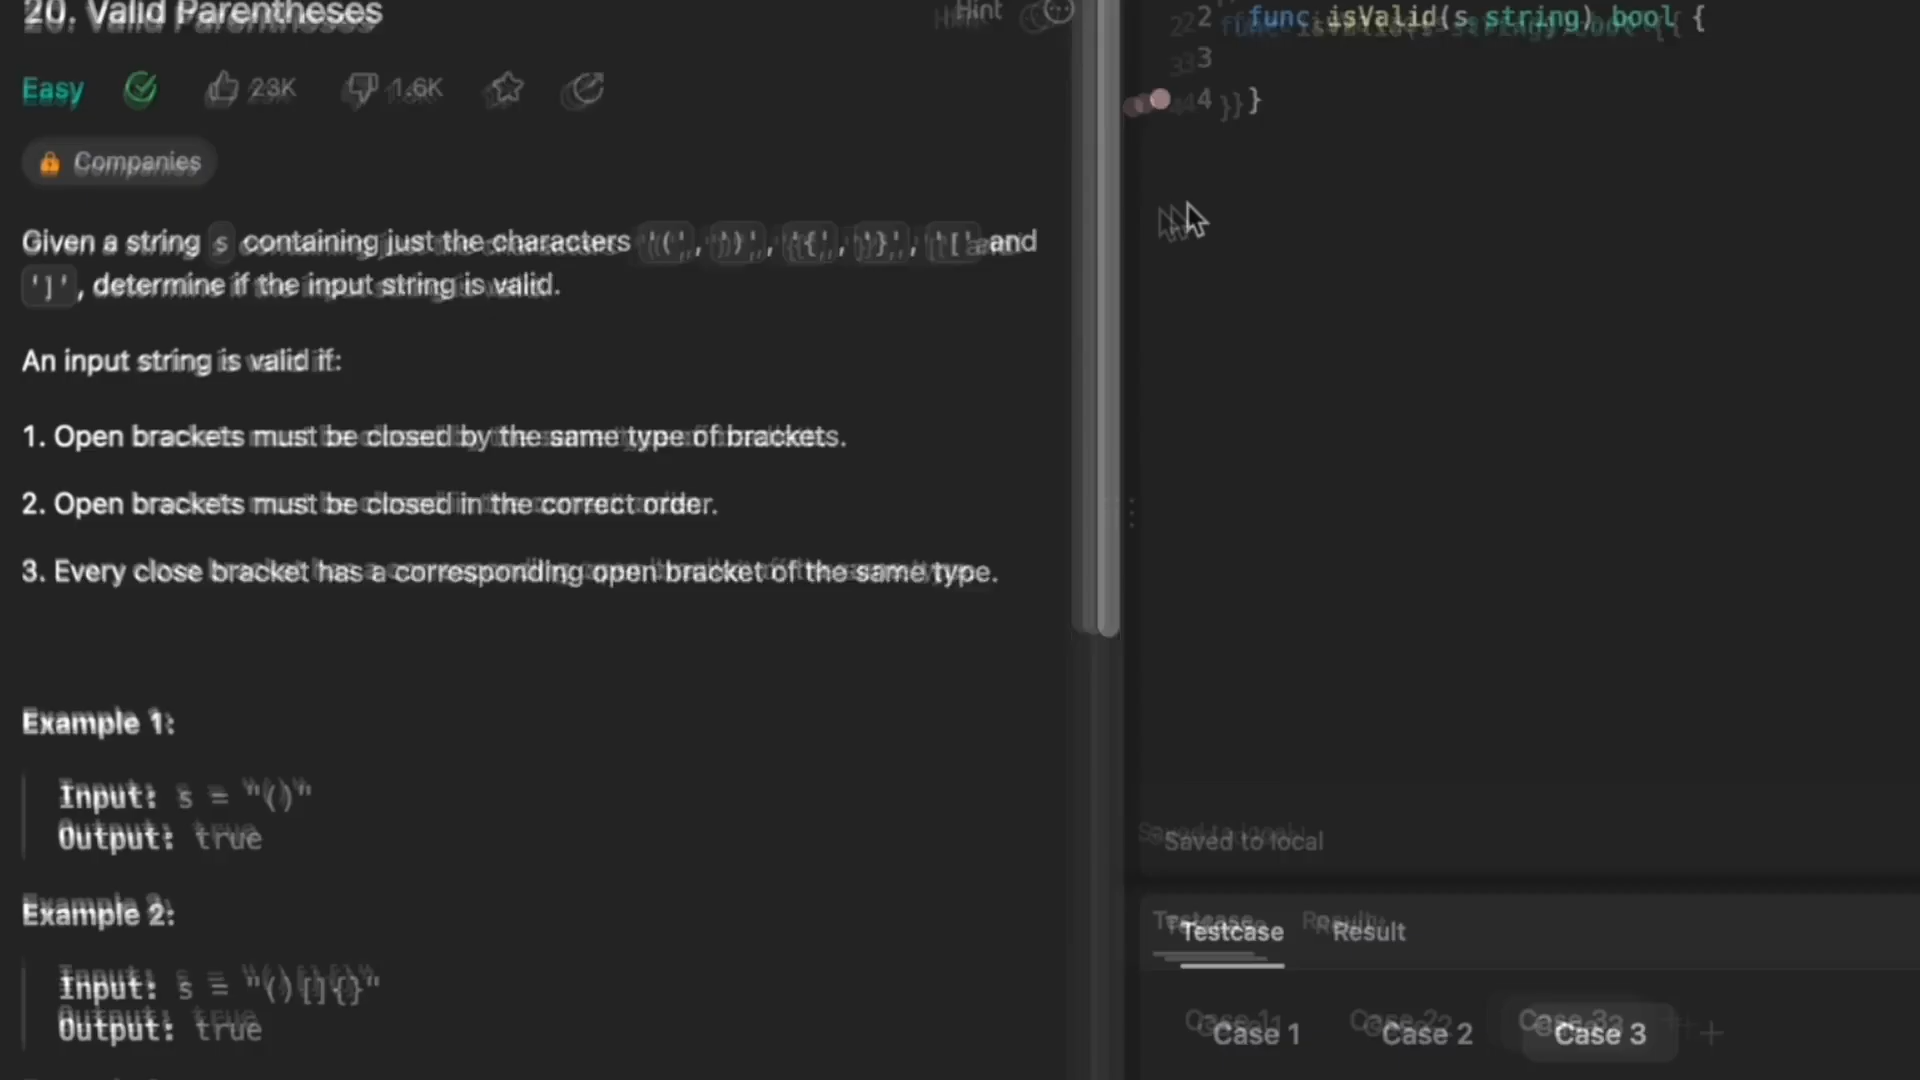 20. Valid Parentheses
Hint
Easy 23K 1.6K
Companies
Given a string s containing just the characters '(', ')', '{', '}', '[' and
']', determine if the input string is valid.
An input string is valid if:
1. Open brackets must be closed by the same type of brackets.
2. Open brackets must be closed in the correct order.
3. Every close bracket has a corresponding open bracket of the same type.
Example 1:
Input: s = "()"
Output: true
Example 2:
Input: s = "()[]{}"
Output: true
2 func isValid(s string) bool {
3
4 }
Saved to local
Testcase Result
Case 1 Case 2 Case 3 +